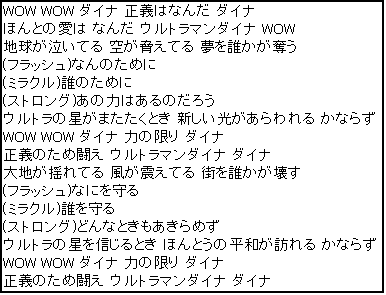 WOW WOW ダイナ 正義はなんだ ダイナ
ほんとの愛は なんだ ウルトラマンダイナ WOW
地球が泣いてる 空が脅えてる 夢を誰かが奪う
(フラッシュ)なんのために
(ミラクル)誰のために
(ストロング)あの力はあるのだろう
ウルトラの星がまたたくとき 新しい光があらわれる かならず
WOW WOW ダイナ 力の限り ダイナ
正義のため闘え ウルトラマンダイナ ダイナ
大地が揺れてる 風が震えてる 街を誰かが壊す
(フラッシュ)なにを守る
(ミラクル)誰を守る
(ストロング)どんなときもあきらめず
ウルトラの星を信じるとき ほんとうの平和が訪れる かならず
WOW WOW ダイナ 力の限り ダイナ
正義のため闘え ウルトラマンダイナ ダイナ